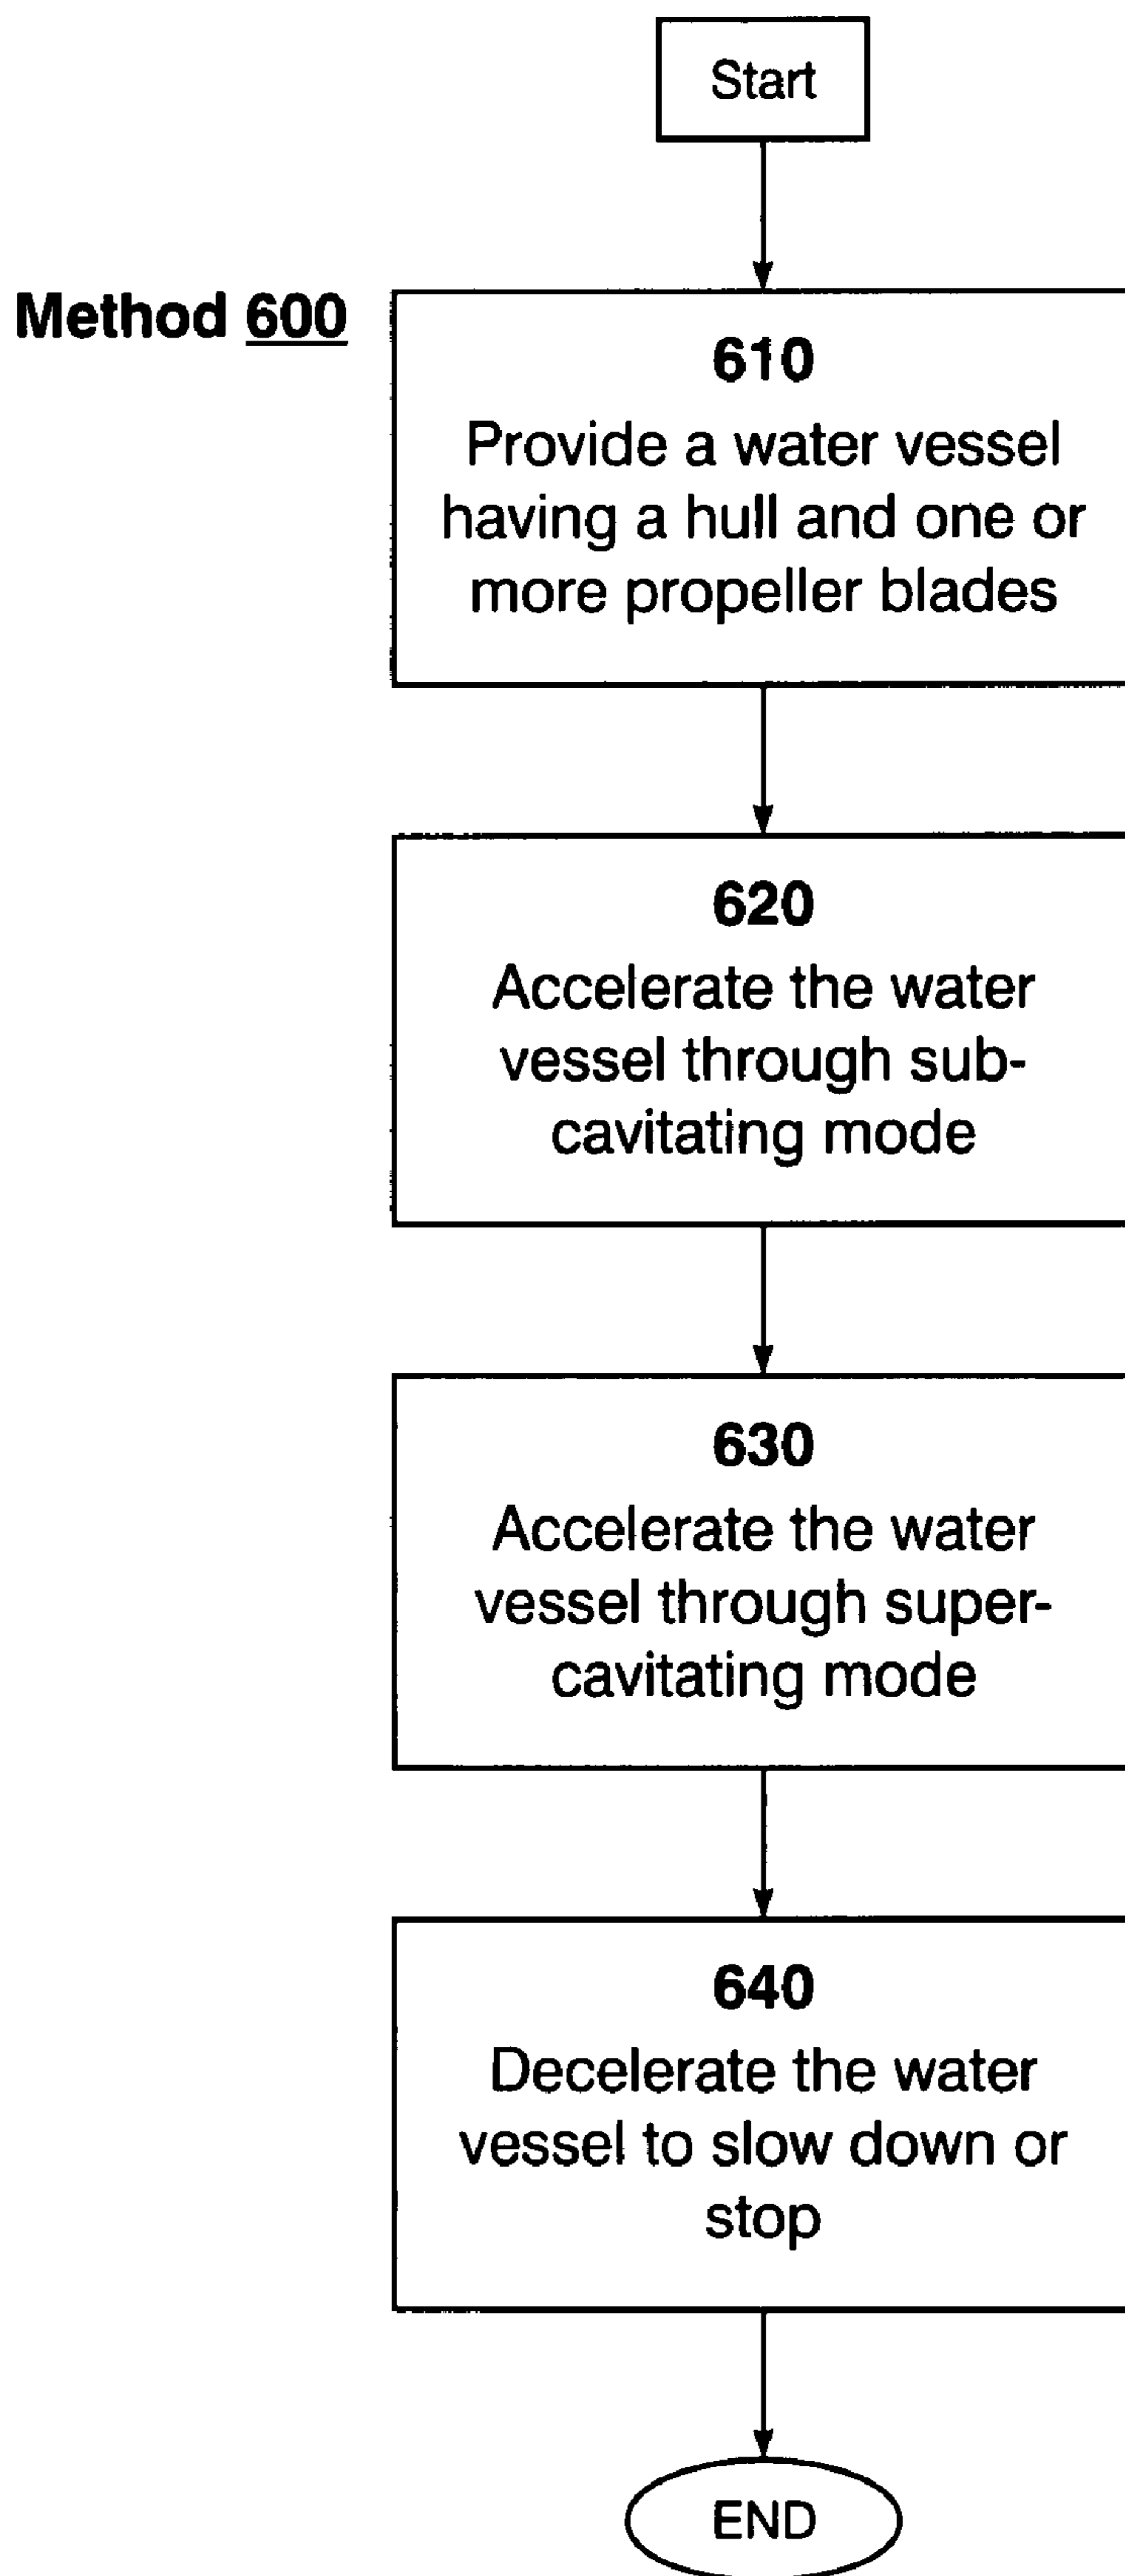 Start
Method 600
610
Provide a water vessel
having a hull and one or
more propeller blades
620
Accelerate the water
vessel through sub-
cavitating mode
630
Accelerate the water
vessel through super-
cavitating mode
640
Decelerate the water
vessel to slow down or
stop
END